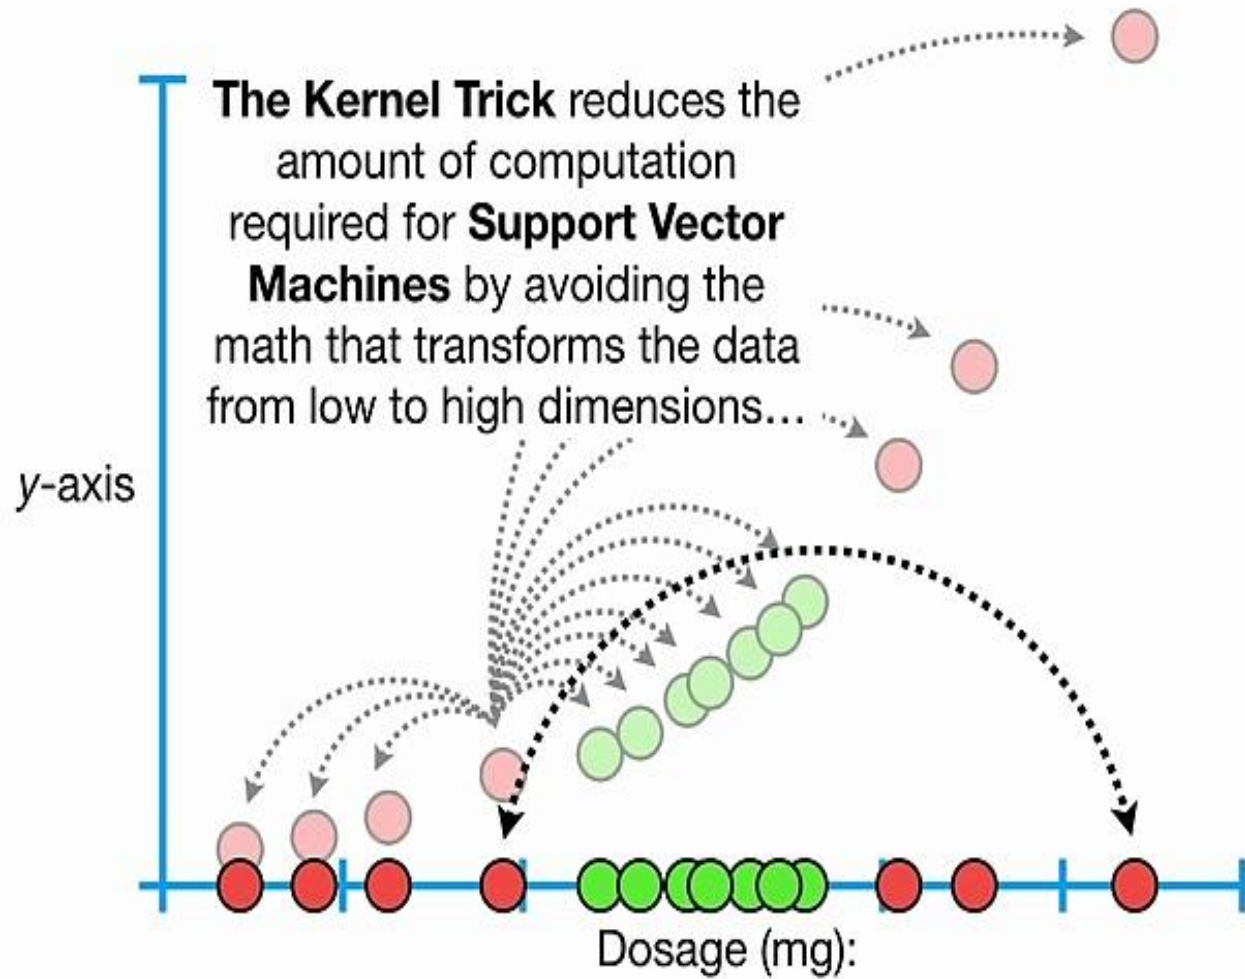 The Kernel Trick reduces the
amount of computation
required for Support Vector
Machines by avoiding the
math that transforms the data
from low to high dimensions…
y-axis
Dosage (mg):